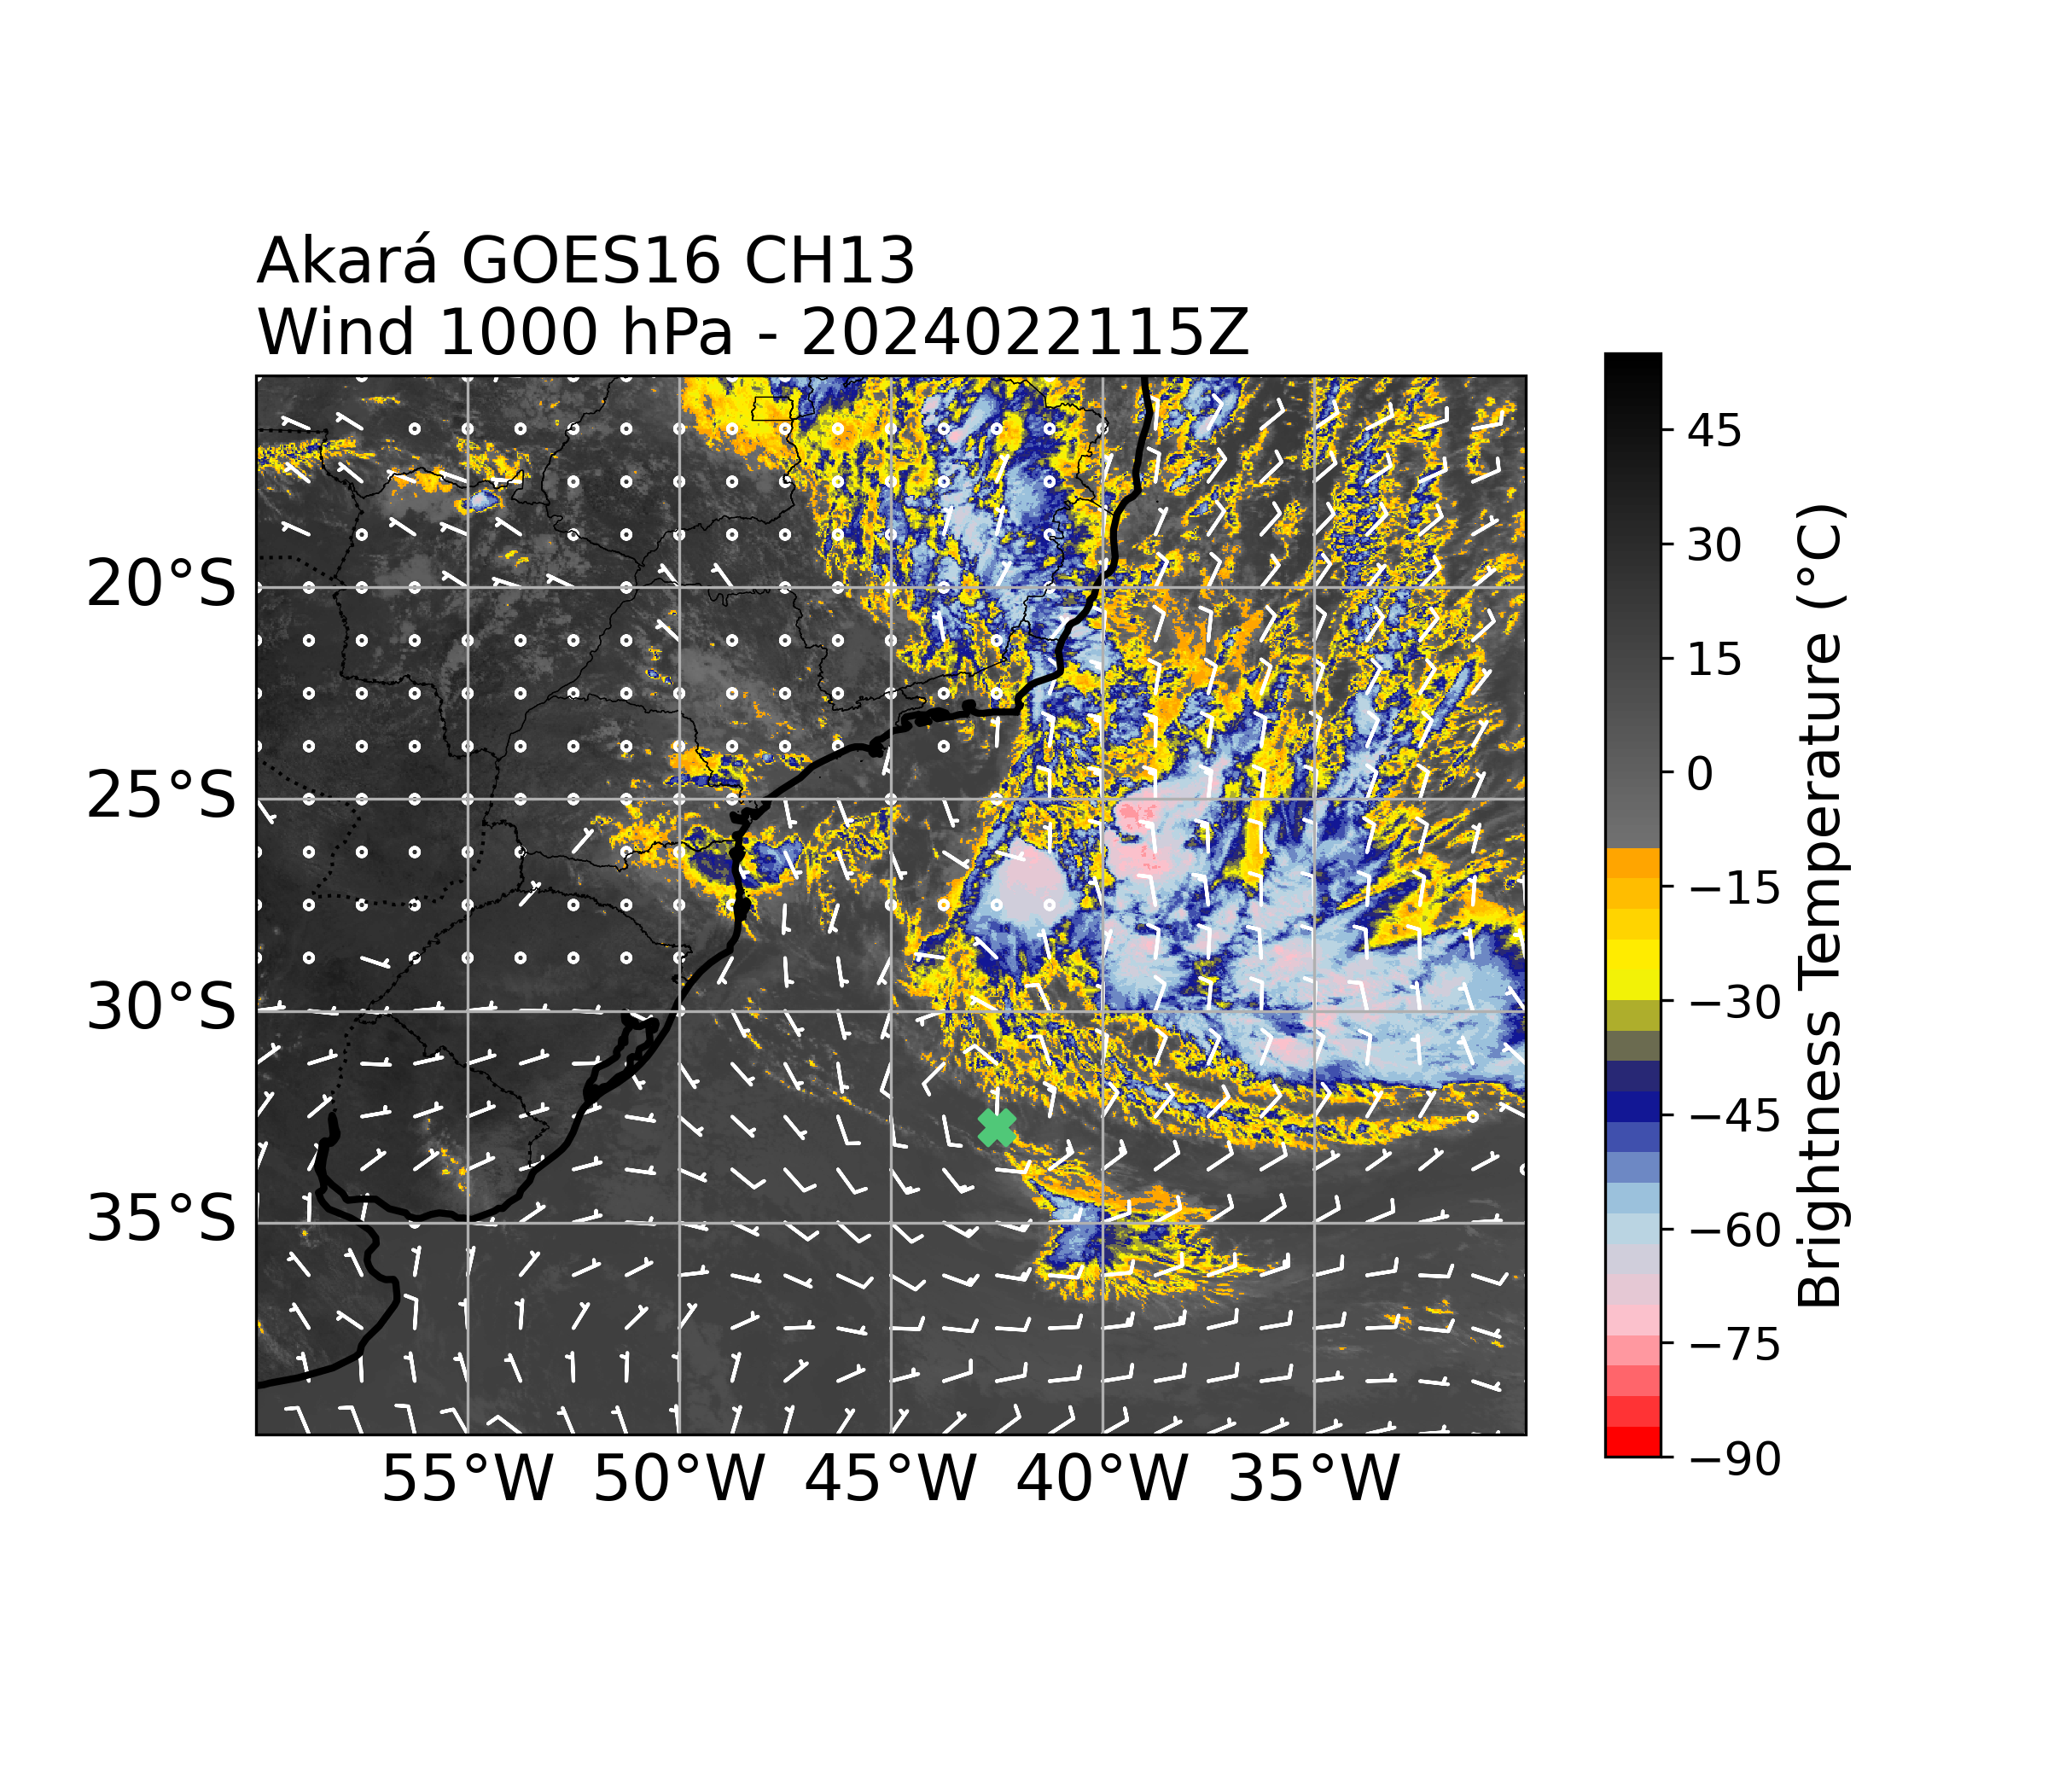 Akará GOES16 CH13
Wind 1000 hPa - 2024022115Z
20°S
25°S
30°S
35°S
55°W 50°W 45°W 40°W 35°W
45
30
15
0
−15
−30
−45
−60
−75
−90
Brightness Temperature (°C)